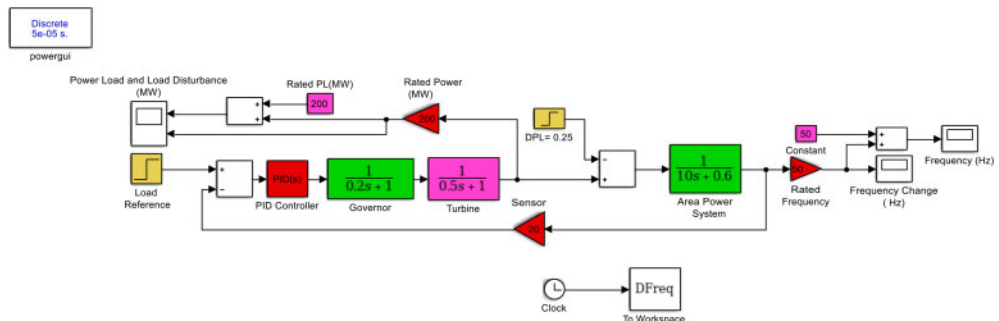 Discrete
5e-05 s.
powergui
Power Load and Load Disturbance
(MW)
Rated PL(MW)
200
Rated Power
(MW)
200
DPL= 0.25
50
Constant
Frequency (Hz)
Load
Reference
PID(s)
PID Controller
1
0.2s + 1
Governor
1
0.5s + 1
Turbine
Sensor
20
1
10s + 0.6
Area Power
System
50
Rated
Frequency
Frequency Change
( Hz)
Clock
DFreq
To Workspace